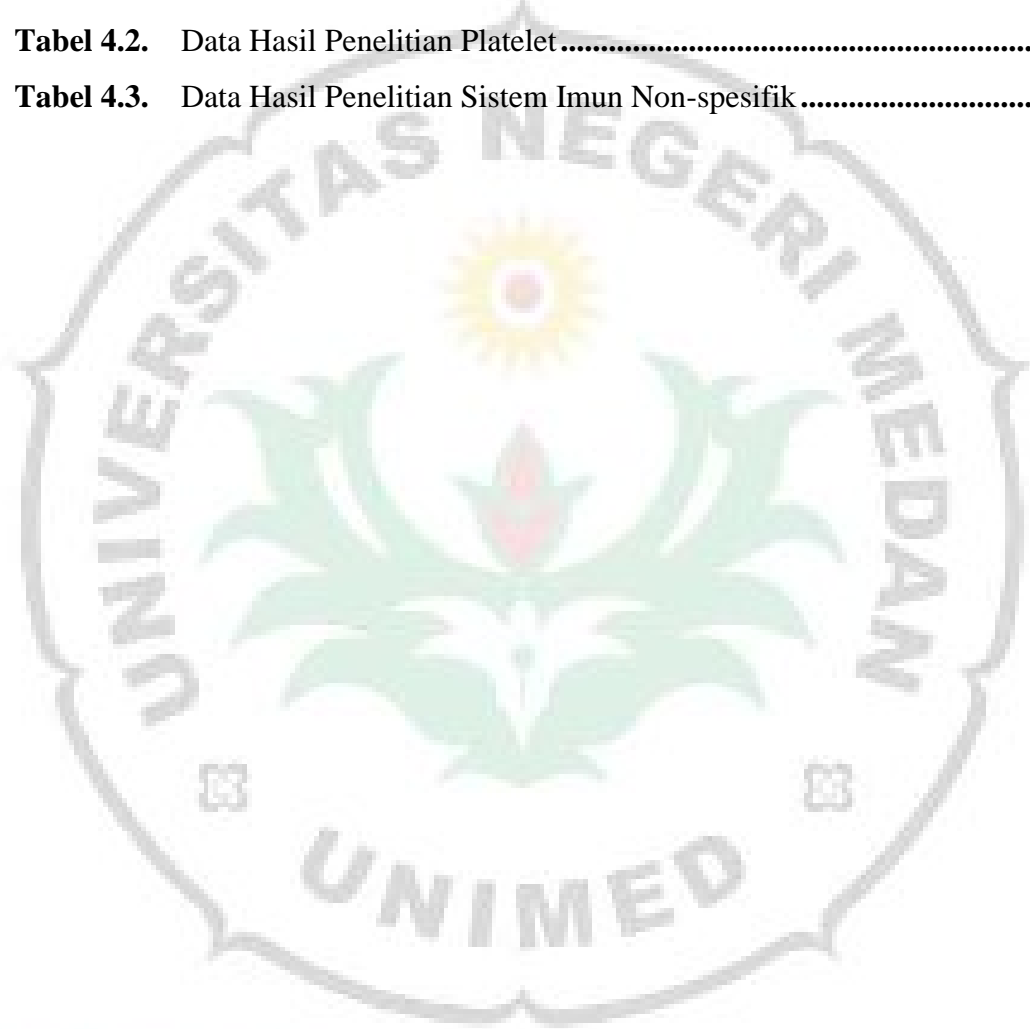 Tabel 4.2. Data Hasil Penelitian Platelet.............................................................
Tabel 4.3. Data Hasil Penelitian Sistem Imun Non-spesifik..............................
UNIVERSITAS NEGERI MEDAN
UNIMED